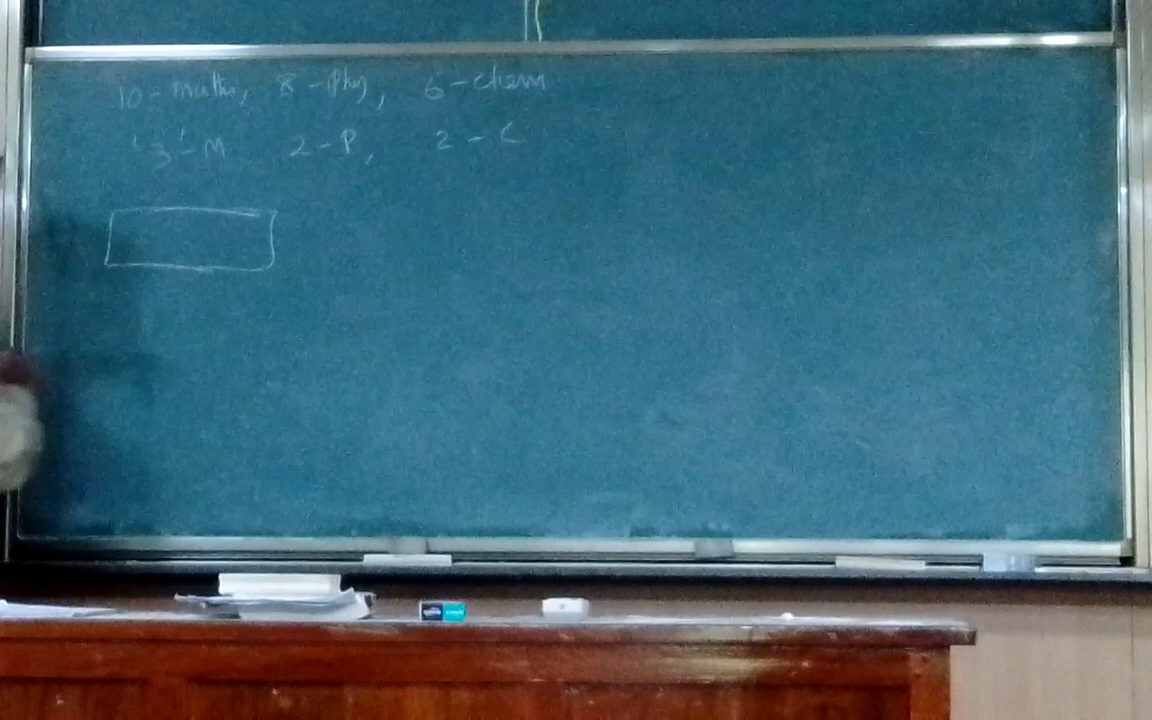 10 - Maths, 8 - Phy, 6 - Chem
'3' - M 2 - P, 2 - C